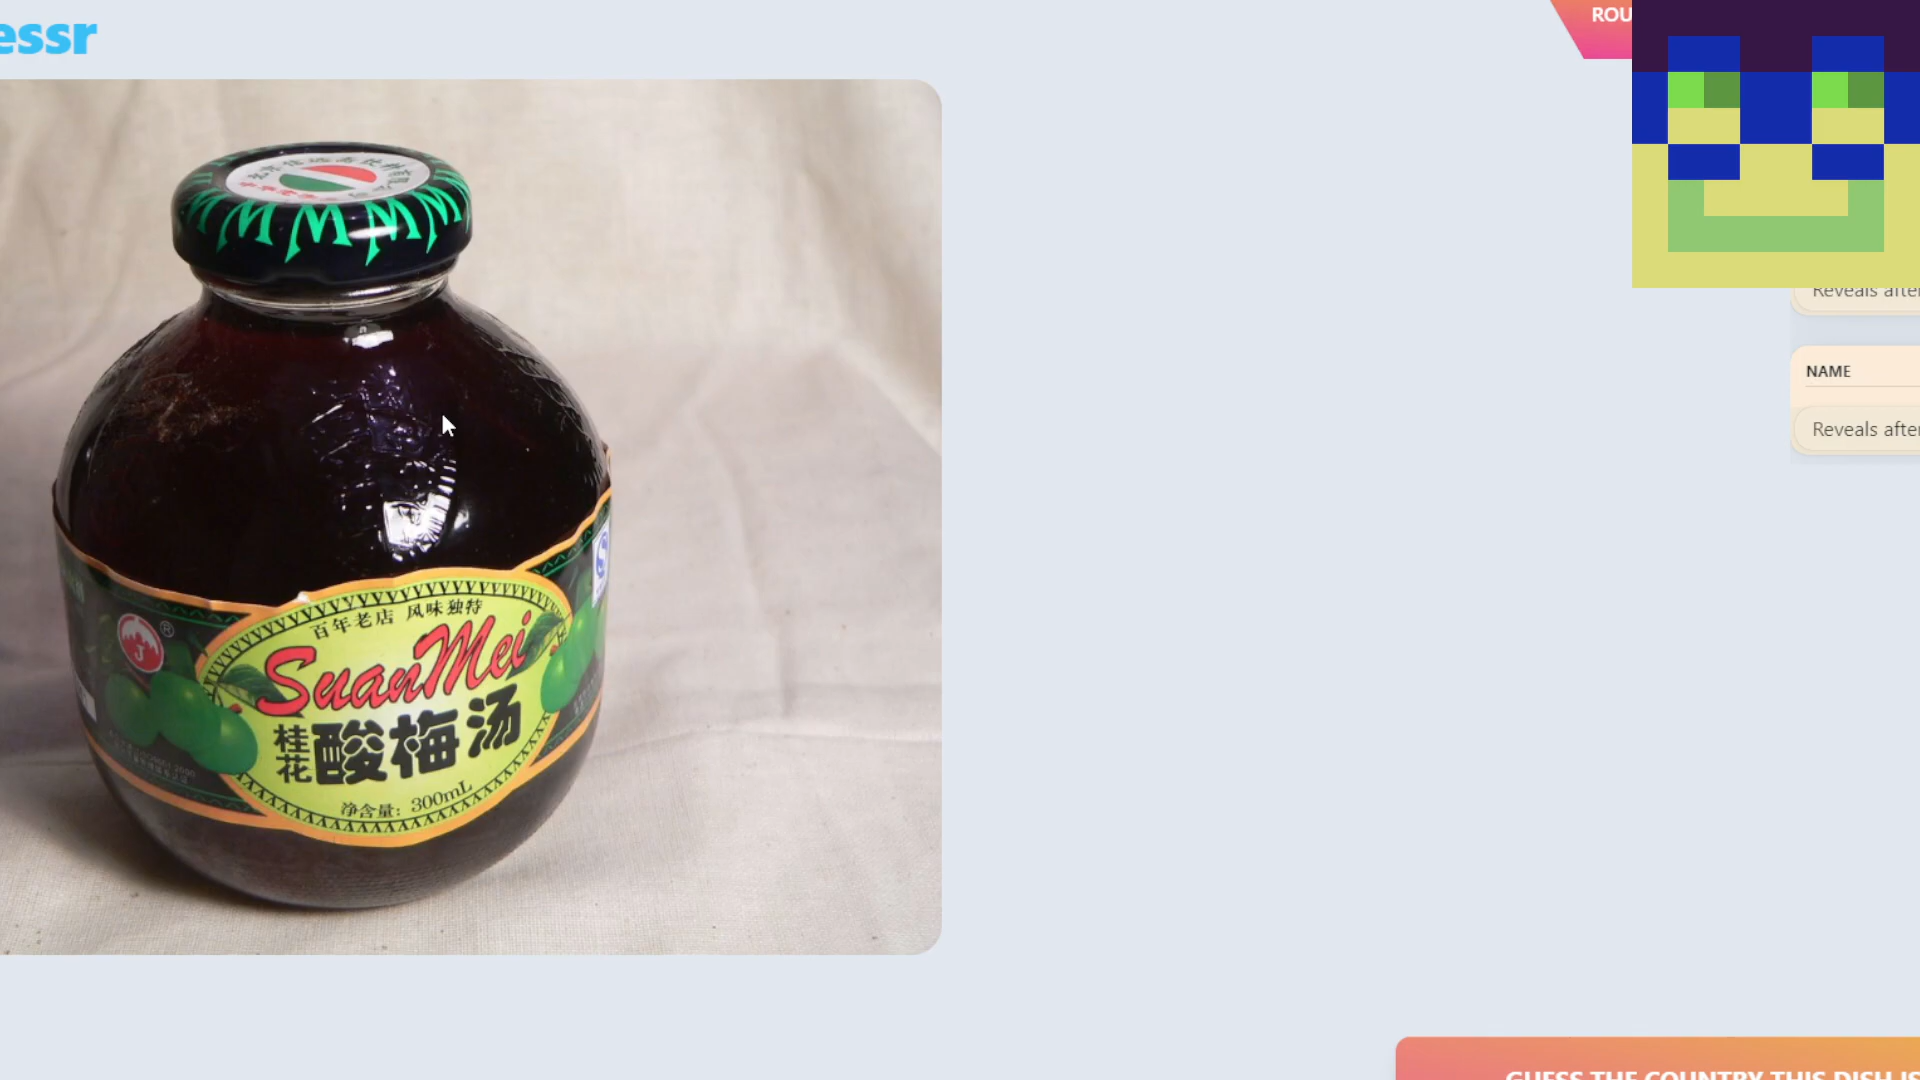 essr
ROU
Reveals after
NAME
Reveals after
百年老店 风味独特
SuanMei
桂花酸梅汤
净含量: 300mL
GUESS THE COUNTRY THIS DISH IS